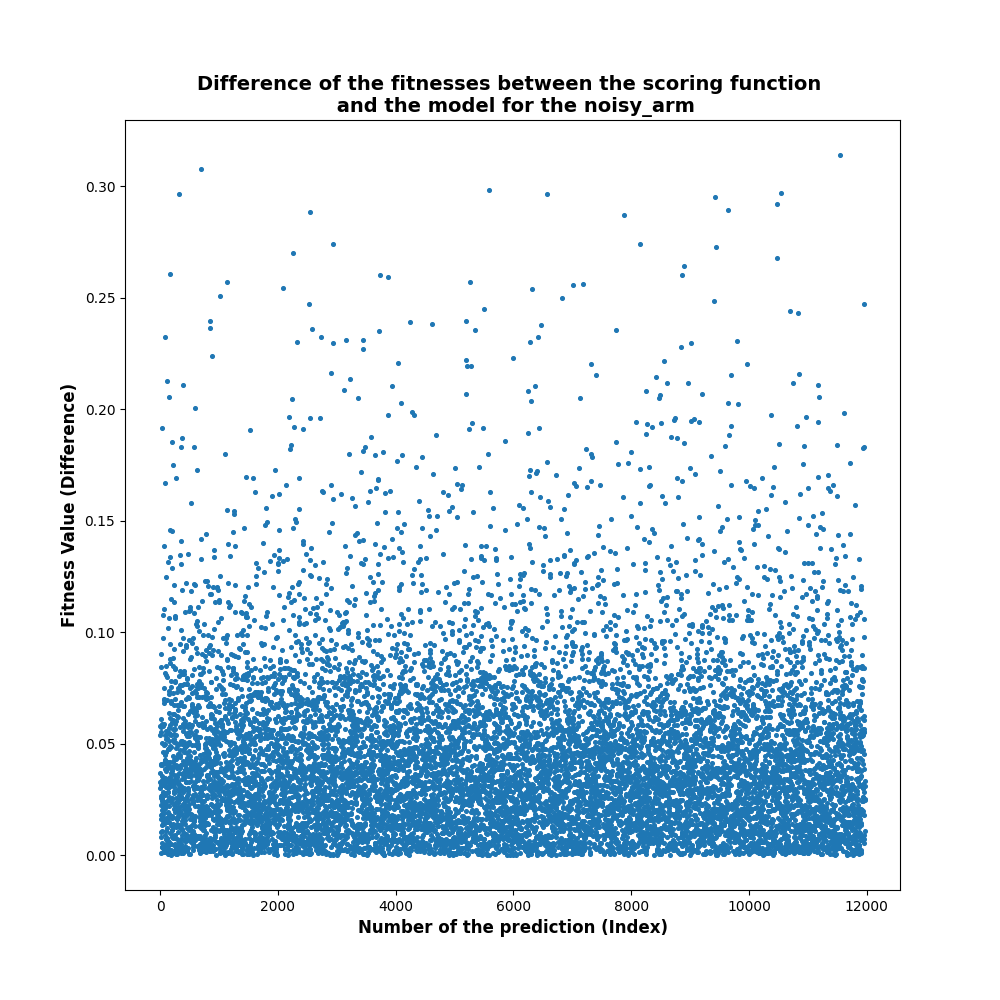 Difference of the fitnesses between the scoring function
and the model for the noisy_arm
Fitness Value (Difference)
0.30
0.25
0.20
0.15
0.10
0.05
0.00
0 2000 4000 6000 8000 10000 12000
Number of the prediction (Index)